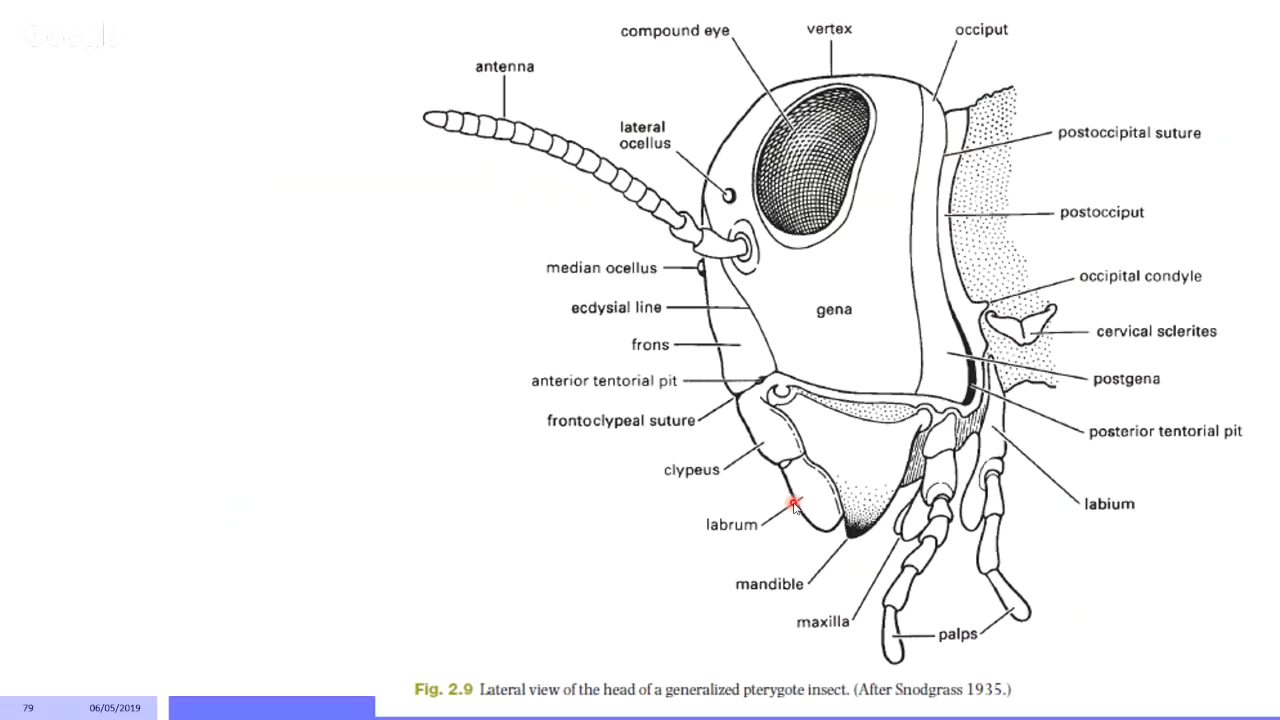 Google
compound eye
vertex
occiput
antenna
lateral
ocellus
postoccipital suture
postocciput
median ocellus
occipital condyle
ecdysial line
gena
cervical sclerites
frons
anterior tentorial pit
postgena
frontoclypeal suture
posterior tentorial pit
clypeus
labium
labrum
mandible
maxilla
palps
Fig. 2.9 Lateral view of the head of a generalized pterygote insect. (After Snodgrass 1935.)
79
06/05/2019